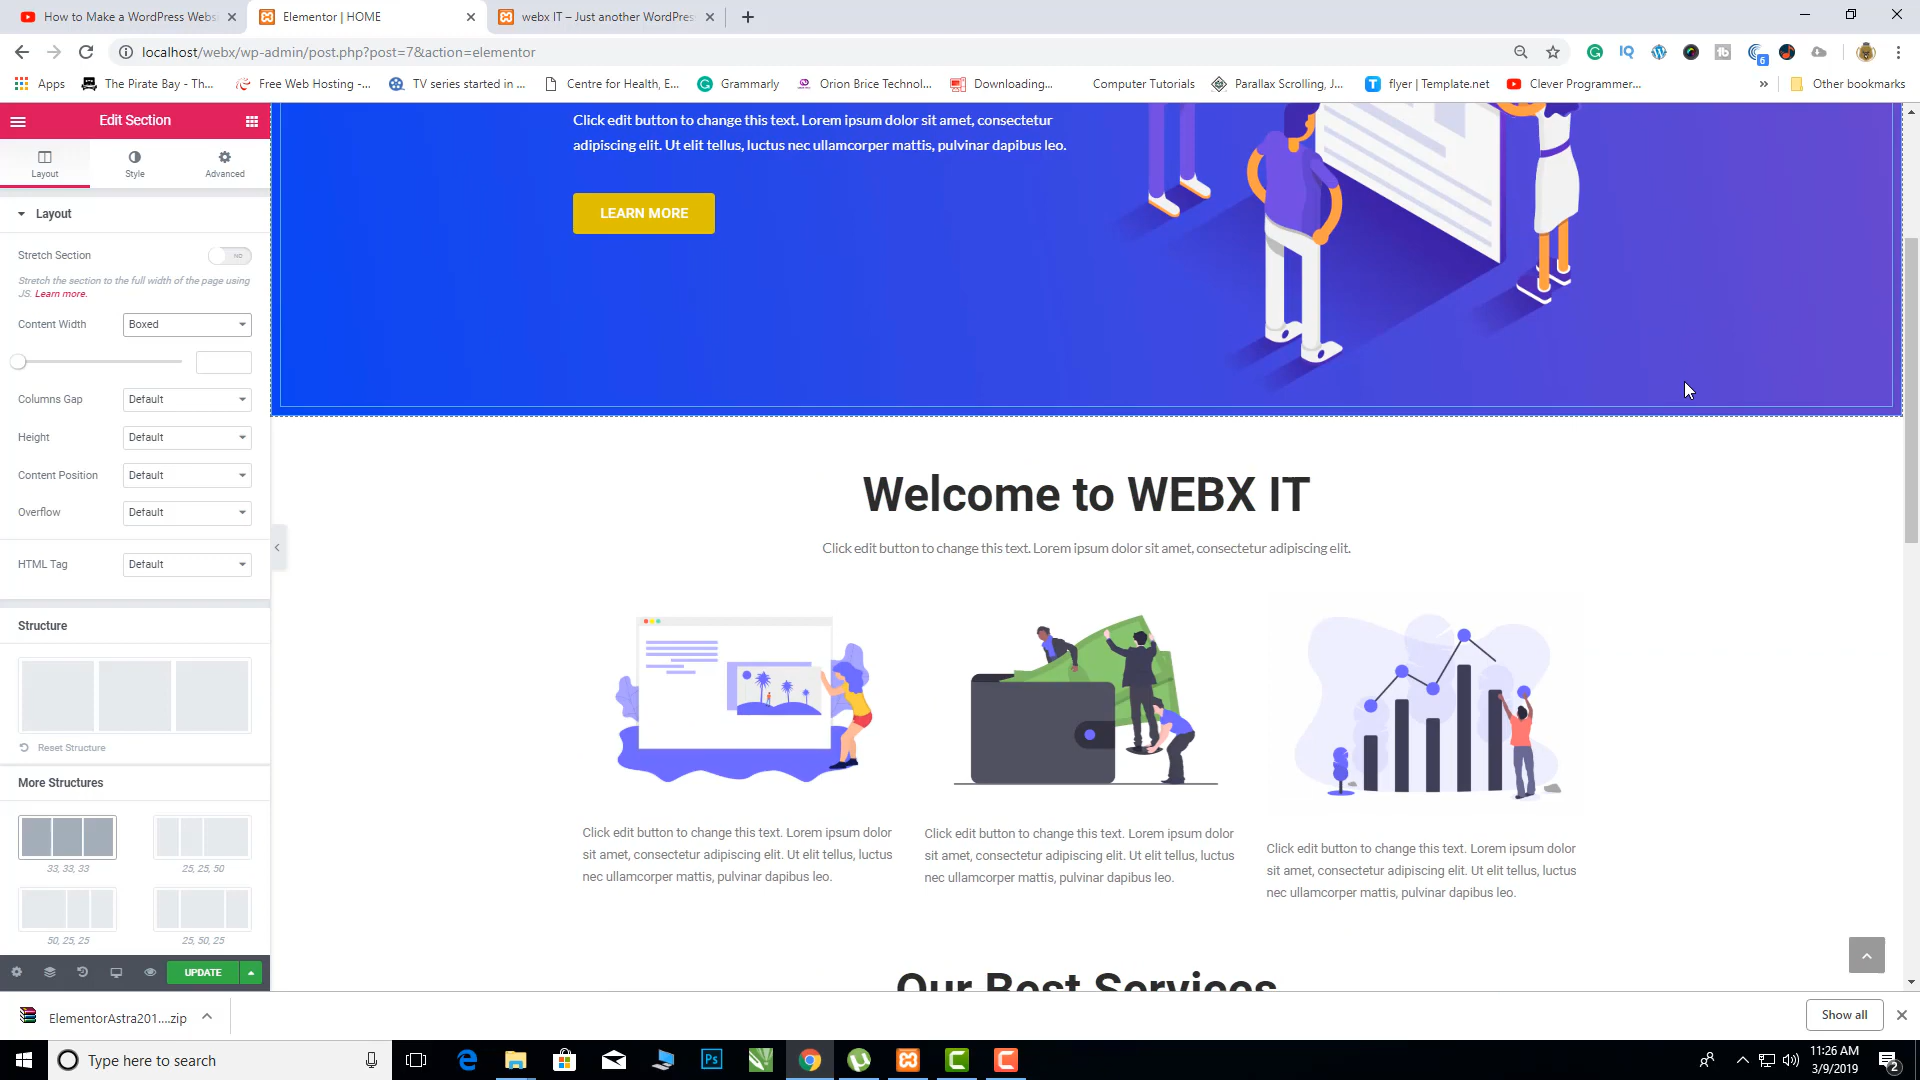 How to Make a WordPress Websi
Elementor | HOME
webx IT – Just another WordPres
localhost/webx/wp-admin/post.php?post=7&action=elementor
Apps
The Pirate Bay - Th...
Free Web Hosting -...
TV series started in ...
Centre for Health, E...
Grammarly
Orion Brice Technol...
Downloading...
Computer Tutorials
Parallax Scrolling, J...
flyer | Template.net
Clever Programmer...
»
Other bookmarks
Edit Section
Layout
Style
Advanced
Layout
Stretch Section
NO
Stretch the section to the full width of the page using
JS. Learn more.
Content Width
Boxed
Columns Gap
Default
Height
Default
Content Position
Default
Overflow
Default
HTML Tag
Default
Structure
Reset Structure
More Structures
33, 33, 33
25, 25, 50
50, 25, 25
25, 50, 25
UPDATE
Click edit button to change this text. Lorem ipsum dolor sit amet, consectetur
adipiscing elit. Ut elit tellus, luctus nec ullamcorper mattis, pulvinar dapibus leo.
LEARN MORE
Welcome to WEBX IT
Click edit button to change this text. Lorem ipsum dolor sit amet, consectetur adipiscing elit.
Click edit button to change this text. Lorem ipsum dolor
sit amet, consectetur adipiscing elit. Ut elit tellus, luctus
nec ullamcorper mattis, pulvinar dapibus leo.
Click edit button to change this text. Lorem ipsum dolor
sit amet, consectetur adipiscing elit. Ut elit tellus, luctus
nec ullamcorper mattis, pulvinar dapibus leo.
Click edit button to change this text. Lorem ipsum dolor
sit amet, consectetur adipiscing elit. Ut elit tellus, luctus
nec ullamcorper mattis, pulvinar dapibus leo.
Our Best Services
ElementorAstra201....zip
Show all
Type here to search
Ps
11:26 AM
3/9/2019
2